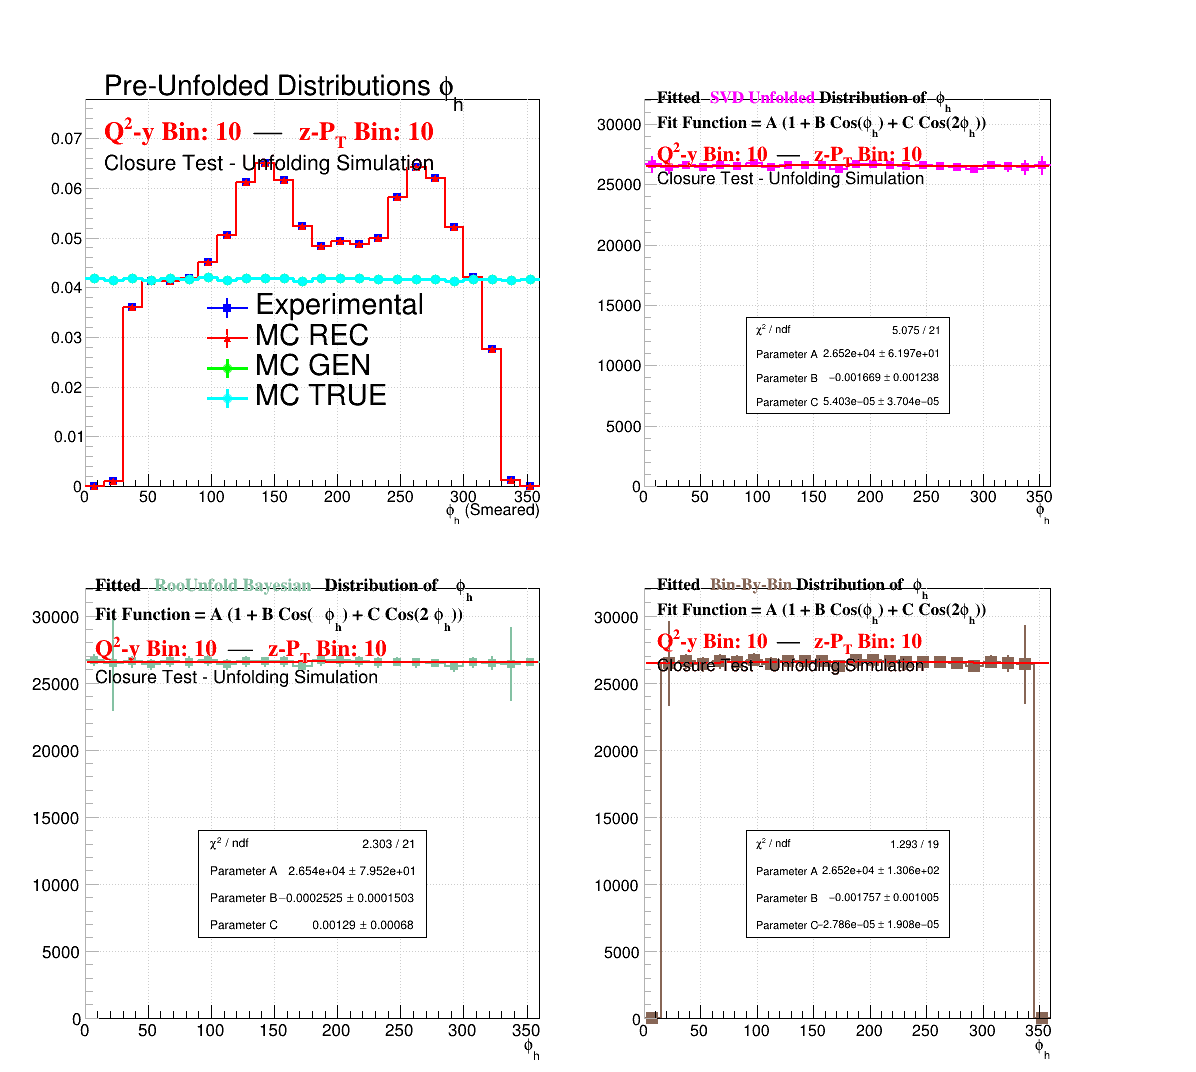 Pre-Unfolded Distributions ϕh
Q²-y Bin: 10 — z-PT Bin: 10
Closure Test - Unfolding Simulation
0.07
0.06
0.05
0.04
0.03
0.02
0.01
0
Experimental
MC REC
MC GEN
MC TRUE
0 50 100 150 200 250 300 350
ϕh (Smeared)
Fitted SVD Unfolded Distribution of ϕh
Fit Function = A (1 + B Cos(ϕh) + C Cos(2ϕh))
Q²-y Bin: 10 — z-PT Bin: 10
Closure Test - Unfolding Simulation
30000
25000
20000
15000
10000
5000
0
χ² / ndf 5.075 / 21
Parameter A 2.652e+04 ± 6.197e+01
Parameter B −0.001669 ± 0.001238
Parameter C 5.403e−05 ± 3.704e−05
0 50 100 150 200 250 300 350
ϕh
Fitted RooUnfold Bayesian Distribution of ϕh
Fit Function = A (1 + B Cos( ϕh) + C Cos(2 ϕh))
Q²-y Bin: 10 — z-PT Bin: 10
Closure Test - Unfolding Simulation
30000
25000
20000
15000
10000
5000
0
χ² / ndf 2.303 / 21
Parameter A 2.654e+04 ± 7.952e+01
Parameter B −0.0002525 ± 0.0001503
Parameter C 0.00129 ± 0.00068
0 50 100 150 200 250 300 350
ϕh
Fitted Bin-By-Bin Distribution of ϕh
Fit Function = A (1 + B Cos(ϕh) + C Cos(2ϕh))
Q²-y Bin: 10 — z-PT Bin: 10
Closure Test - Unfolding Simulation
30000
25000
20000
15000
10000
5000
0
χ² / ndf 1.293 / 19
Parameter A 2.652e+04 ± 1.306e+02
Parameter B −0.001757 ± 0.001005
Parameter C −2.786e−05 ± 1.908e−05
0 50 100 150 200 250 300 350
ϕh